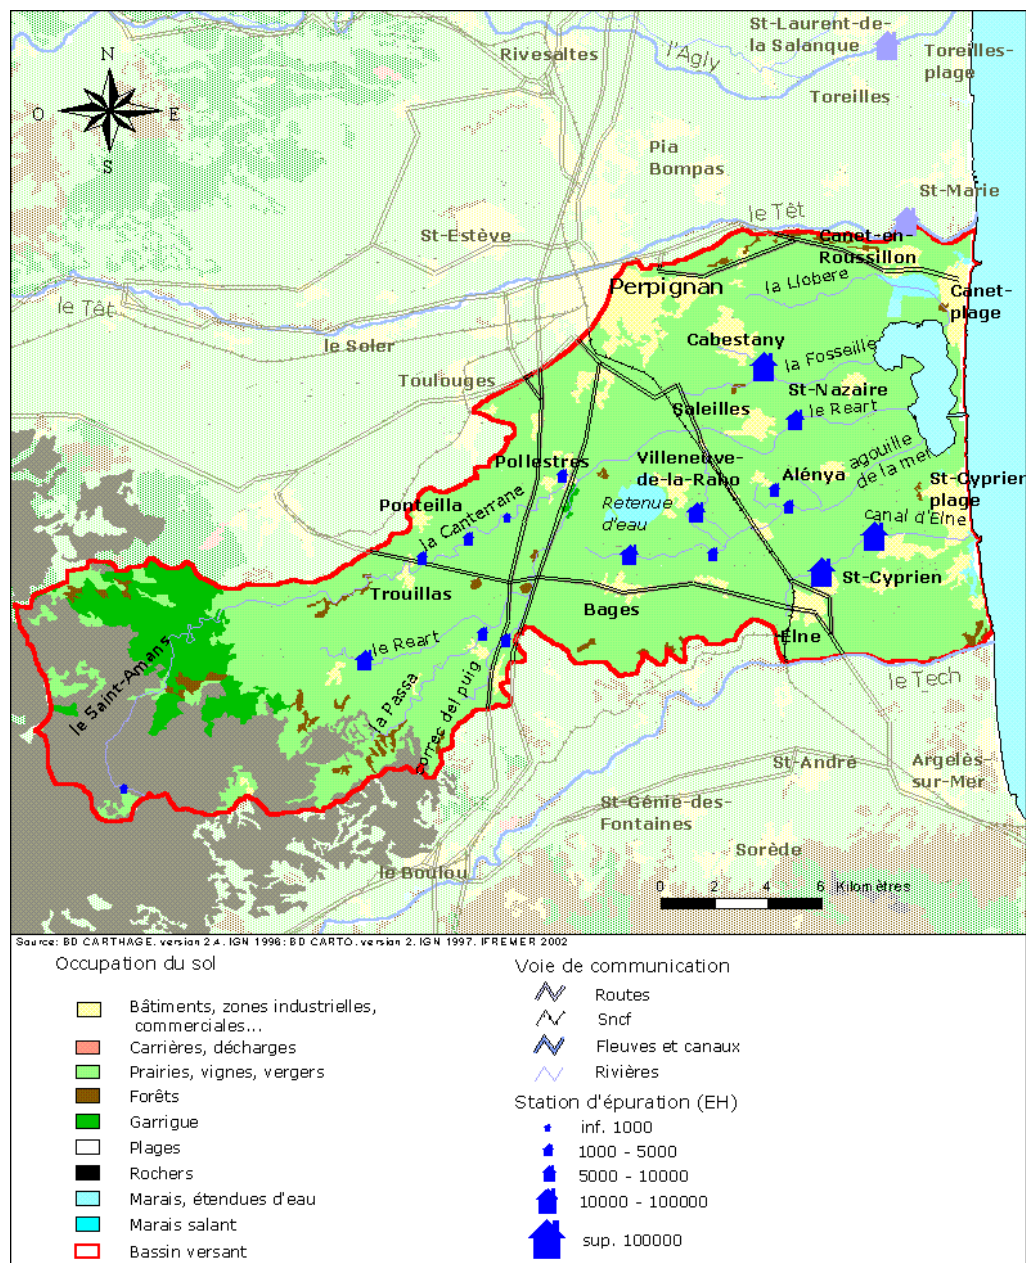 St-Laurent-de-
la Salanque
Rivesaltes
l'Agly
Toreilles-
plage
Toreilles
N
O
E
S
Pia
Bompas
St-Marie
le Têt
St-Estève
Canet-en-
Roussillon
Perpignan
la Llobere
Canet-
plage
le Têt
le Soler
Cabestany
la Fosseille
Toulouges
St-Nazaire
Saleilles
le Reart
Pollestres
Villeneuve-
de-la-Raho
Alénya
agouille
de la mer
St-Cyprien
plage
Ponteilla
la Canterrane
Retenue
d'eau
canal d'Elne
Trouillas
St-Cyprien
Bages
Elne
le Reart
le Saint-Amans
la Passa
correc del puig
le Tech
St-André
Argelès-
sur-Mer
St-Génie-des-
Fontaines
Sorède
le Boulou
0 2 4 6 Kilomètres
Source: BD CARTHAGE, version 2.4, IGN 1996; BD CARTO, version 2, IGN 1997, IFREMER 2002
Occupation du sol
Bâtiments, zones industrielles,
commerciales...
Carrières, décharges
Prairies, vignes, vergers
Forêts
Garrigue
Plages
Rochers
Marais, étendues d'eau
Marais salant
Bassin versant
Voie de communication
Routes
Sncf
Fleuves et canaux
Rivières
Station d'épuration (EH)
inf. 1000
1000 - 5000
5000 - 10000
10000 - 100000
sup. 100000